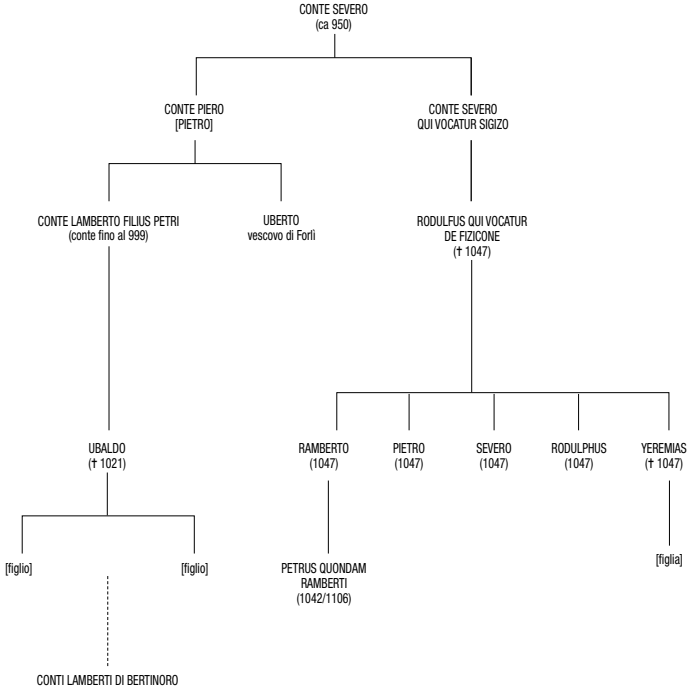 CONTE SEVERO
(ca 950)
CONTE PIERO
[PIETRO]
CONTE SEVERO
QUI VOCATUR SIGIZO
CONTE LAMBERTO FILIUS PETRI
(conte fino al 999)
UBERTO
vescovo di Forlì
RODULFUS QUI VOCATUR
DE FIZICONE
(† 1047)
UBALDO
(† 1021)
RAMBERTO
(1047)
PIETRO
(1047)
SEVERO
(1047)
RODULPHUS
(1047)
YEREMIAS
(† 1047)
[figlio]
[figlio]
PETRUS QUONDAM
RAMBERTI
(1042/1106)
[figlia]
CONTI LAMBERTI DI BERTINORO